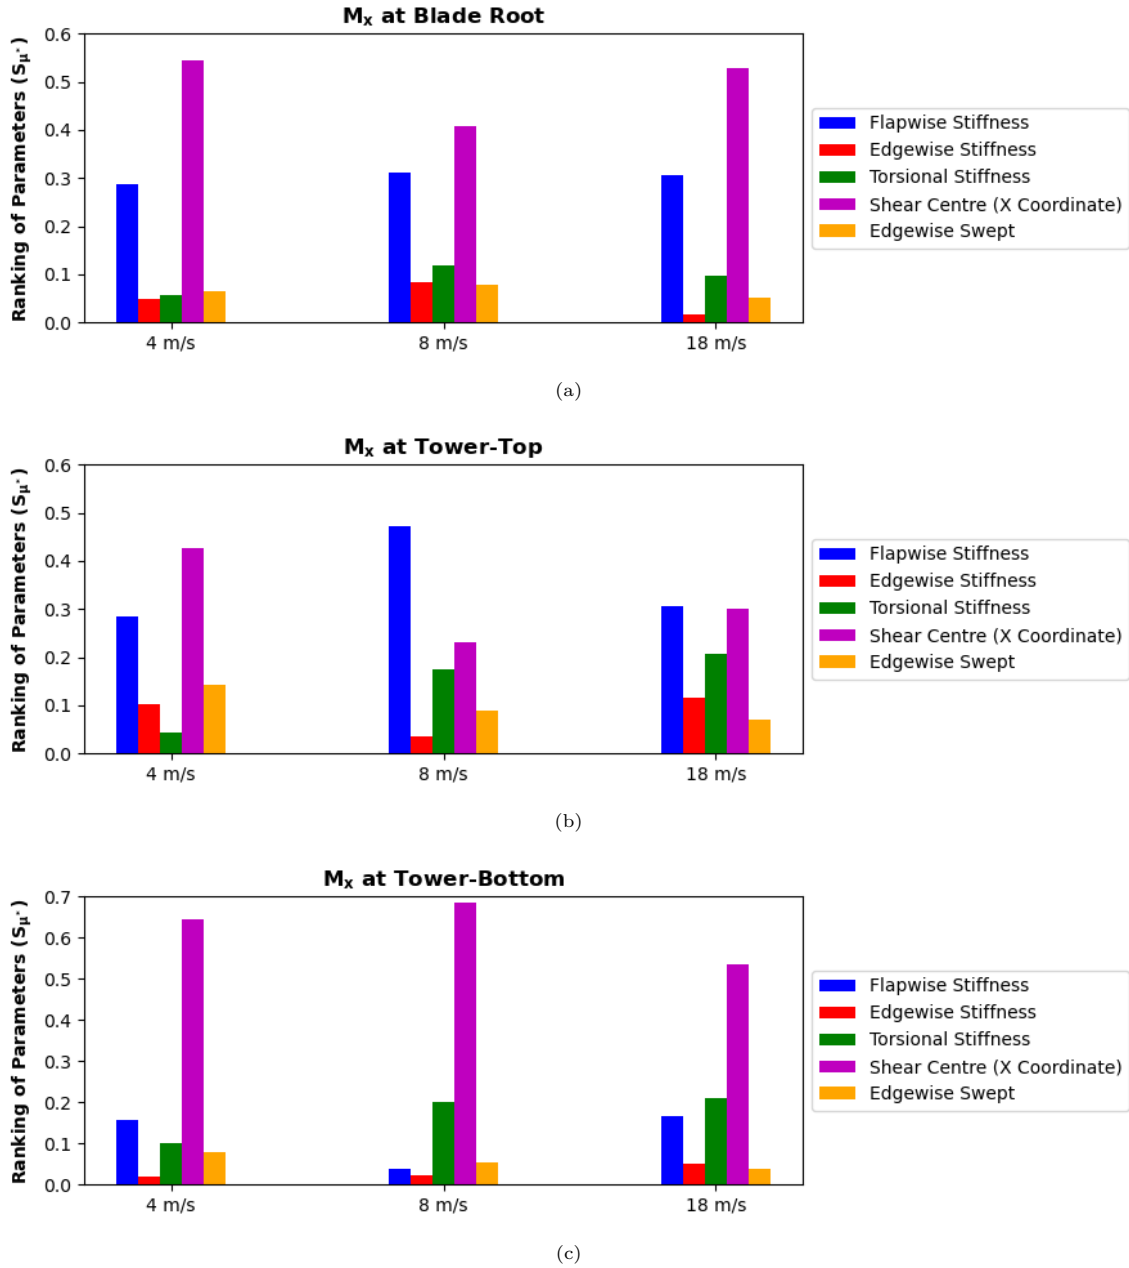 Mx at Blade Root
Ranking of Parameters (Sμ*)
0.6
0.5
0.4
0.3
0.2
0.1
0.0
4 m/s
8 m/s
18 m/s
Flapwise Stiffness
Edgewise Stiffness
Torsional Stiffness
Shear Centre (X Coordinate)
Edgewise Swept
(a)
Mx at Tower-Top
Ranking of Parameters (Sμ*)
0.6
0.5
0.4
0.3
0.2
0.1
0.0
4 m/s
8 m/s
18 m/s
Flapwise Stiffness
Edgewise Stiffness
Torsional Stiffness
Shear Centre (X Coordinate)
Edgewise Swept
(b)
Mx at Tower-Bottom
Ranking of Parameters (Sμ*)
0.7
0.6
0.5
0.4
0.3
0.2
0.1
0.0
4 m/s
8 m/s
18 m/s
Flapwise Stiffness
Edgewise Stiffness
Torsional Stiffness
Shear Centre (X Coordinate)
Edgewise Swept
(c)